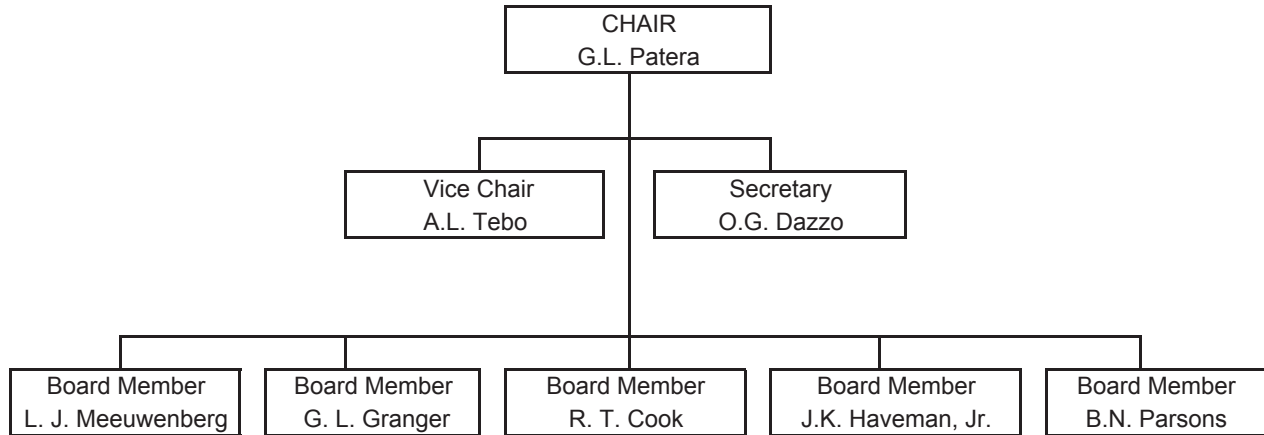 CHAIR
G.L. Patera
Vice Chair
A.L. Tebo
Secretary
O.G. Dazzo
Board Member
L. J. Meeuwenberg
Board Member
G. L. Granger
Board Member
R. T. Cook
Board Member
J.K. Haveman, Jr.
Board Member
B.N. Parsons